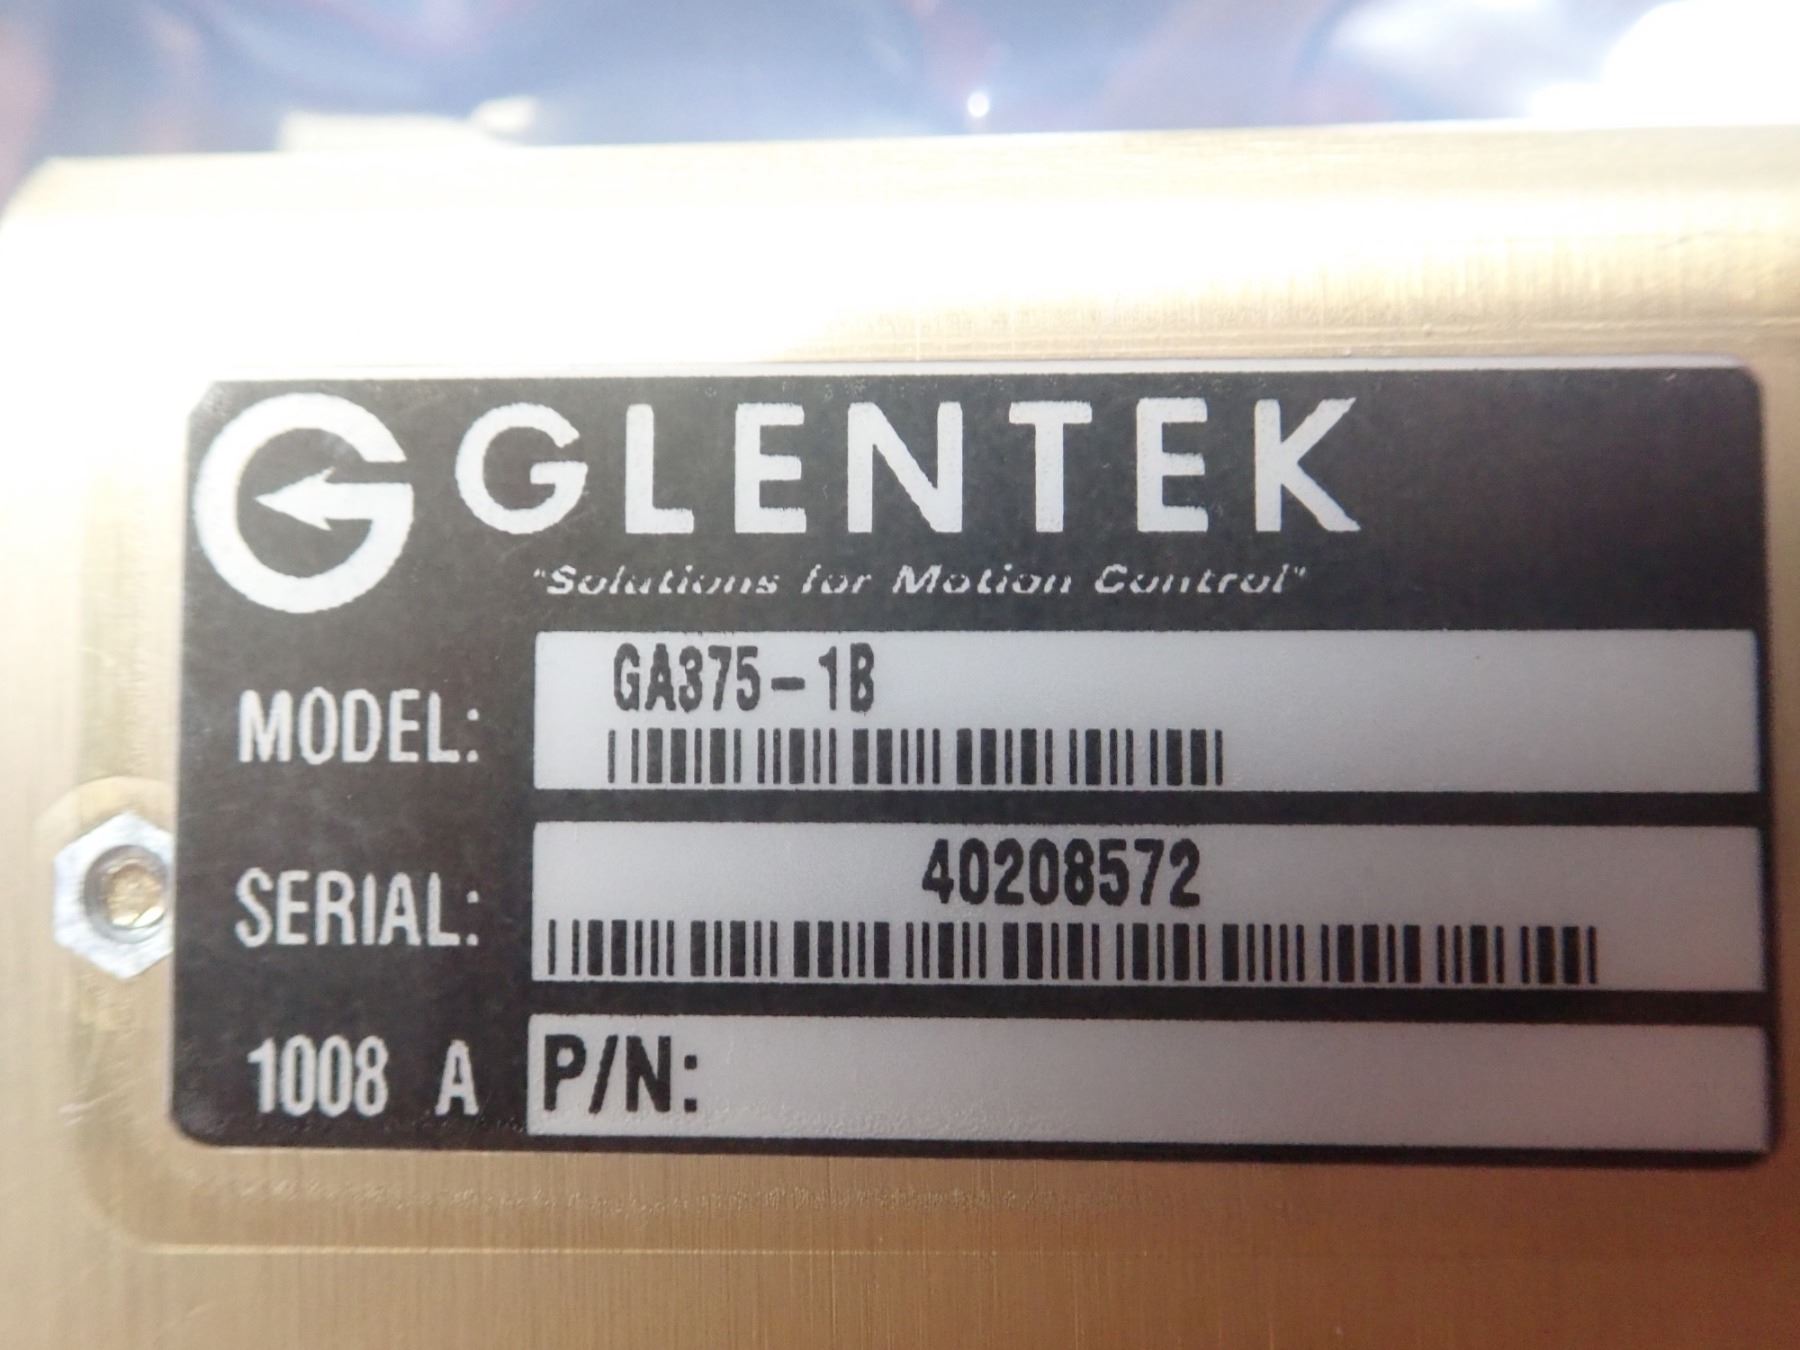 GLENTEK
"Solutions for Motion Control"
MODEL: GA375-1B
SERIAL: 40208572
1008 A P/N: